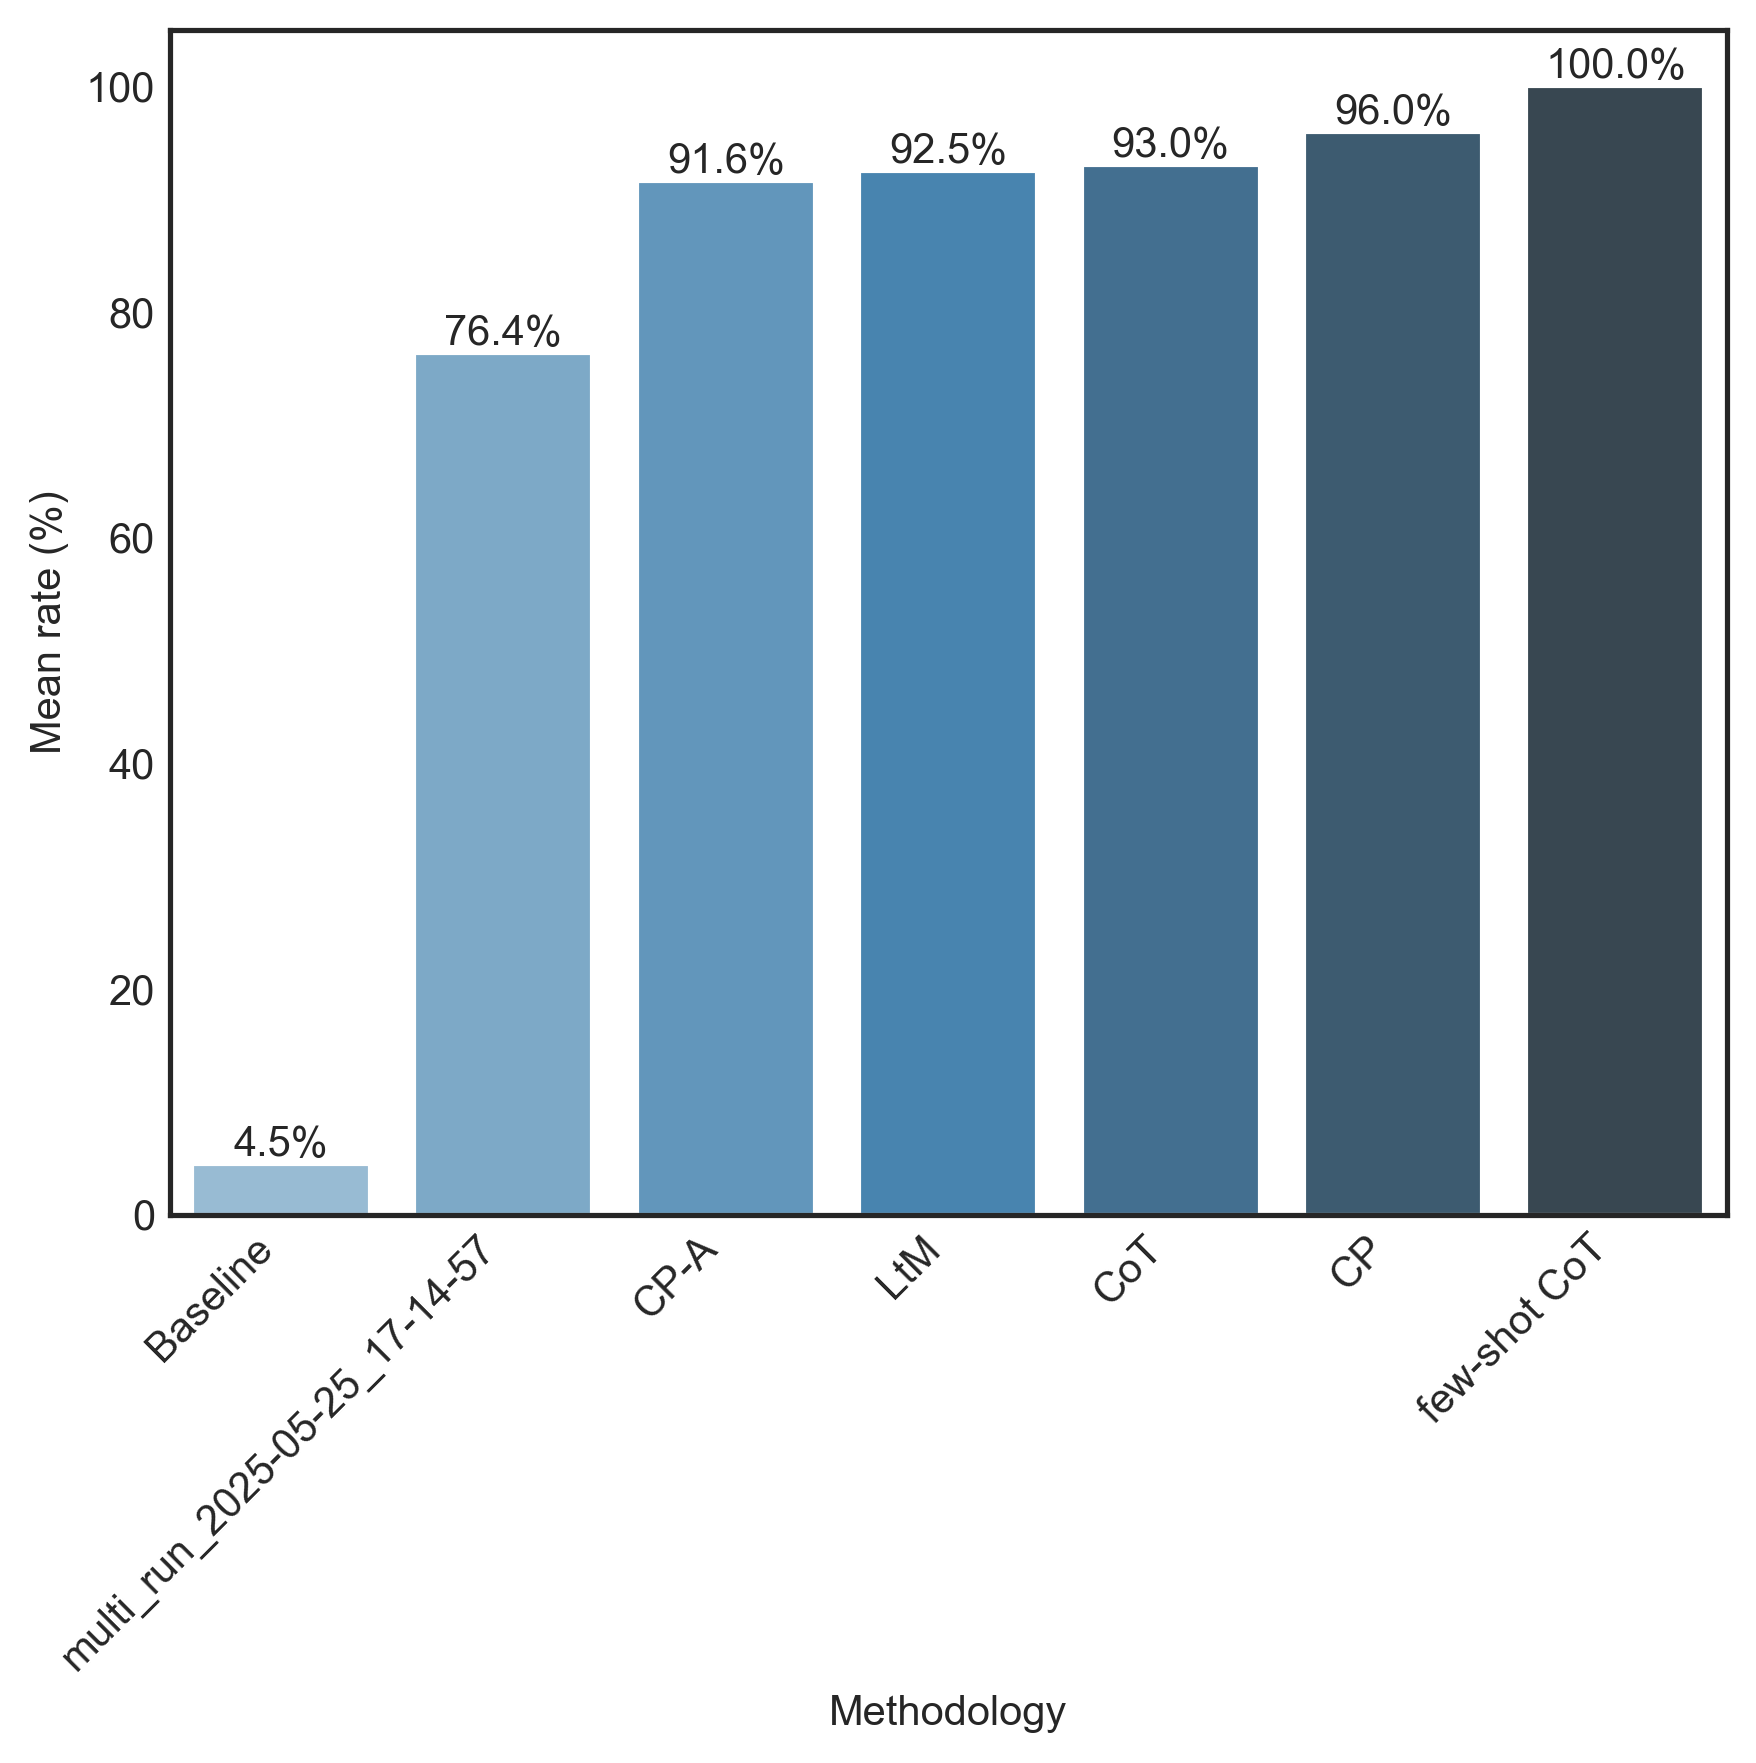 Mean rate (%)
100
80
60
40
20
0
4.5%
76.4%
91.6%
92.5%
93.0%
96.0%
100.0%
Baseline
multi_run_2025-05-25_17-14-57
CP-A
LtM
CoT
CP
few-shot CoT
Methodology